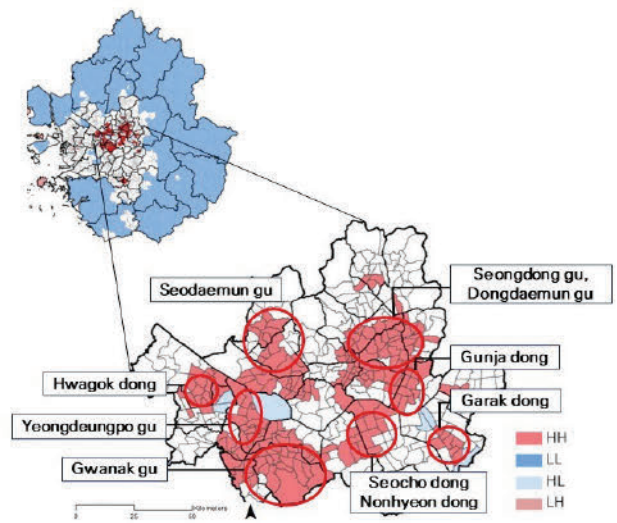 Seodaemun gu
Seongdong gu,
Dongdaemun gu
Gunja dong
Hwagok dong
Garak dong
Yeongdeungpo gu
Gwanak gu
Seocho dong
Nonhyeon dong
HH
LL
HL
LH
0
25
50
Kilometers